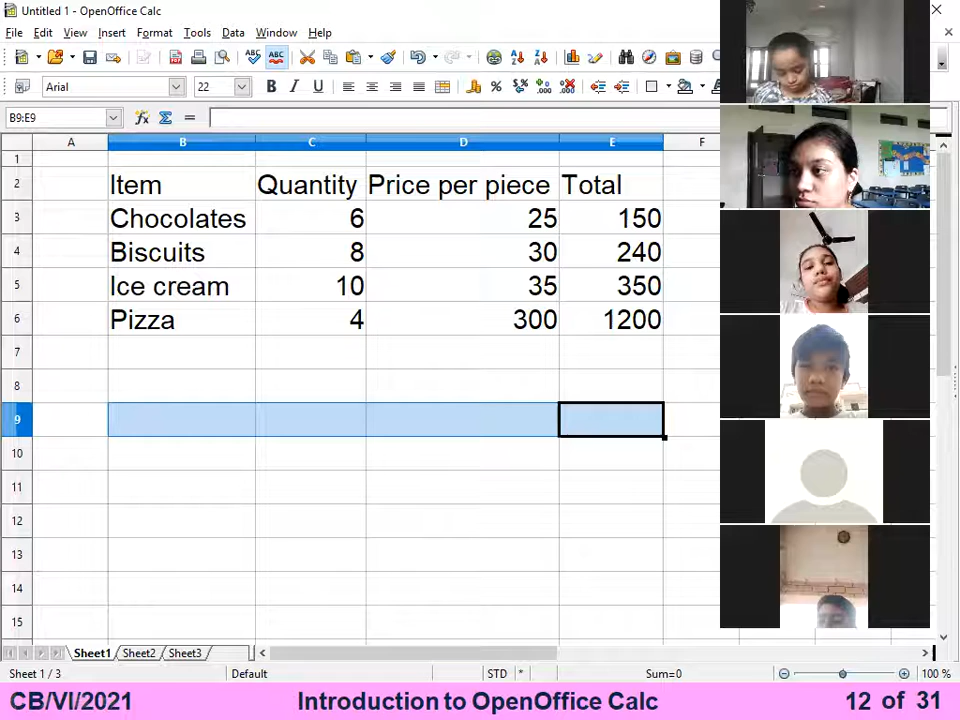 Untitled 1 - OpenOffice Calc
File Edit View Insert Format Tools Data Window Help
Arial 22 B I U
B9:E9
A B C D E F
1
2 Item Quantity Price per piece Total
3 Chocolates 6 25 150
4 Biscuits 8 30 240
5 Ice cream 10 35 350
6 Pizza 4 300 1200
7
8
9
10
11
12
13
14
15
Sheet1 Sheet2 Sheet3
Sheet 1 / 3 Default STD * Sum=0 100 %
CB/VI/2021 Introduction to OpenOffice Calc 12 of 31